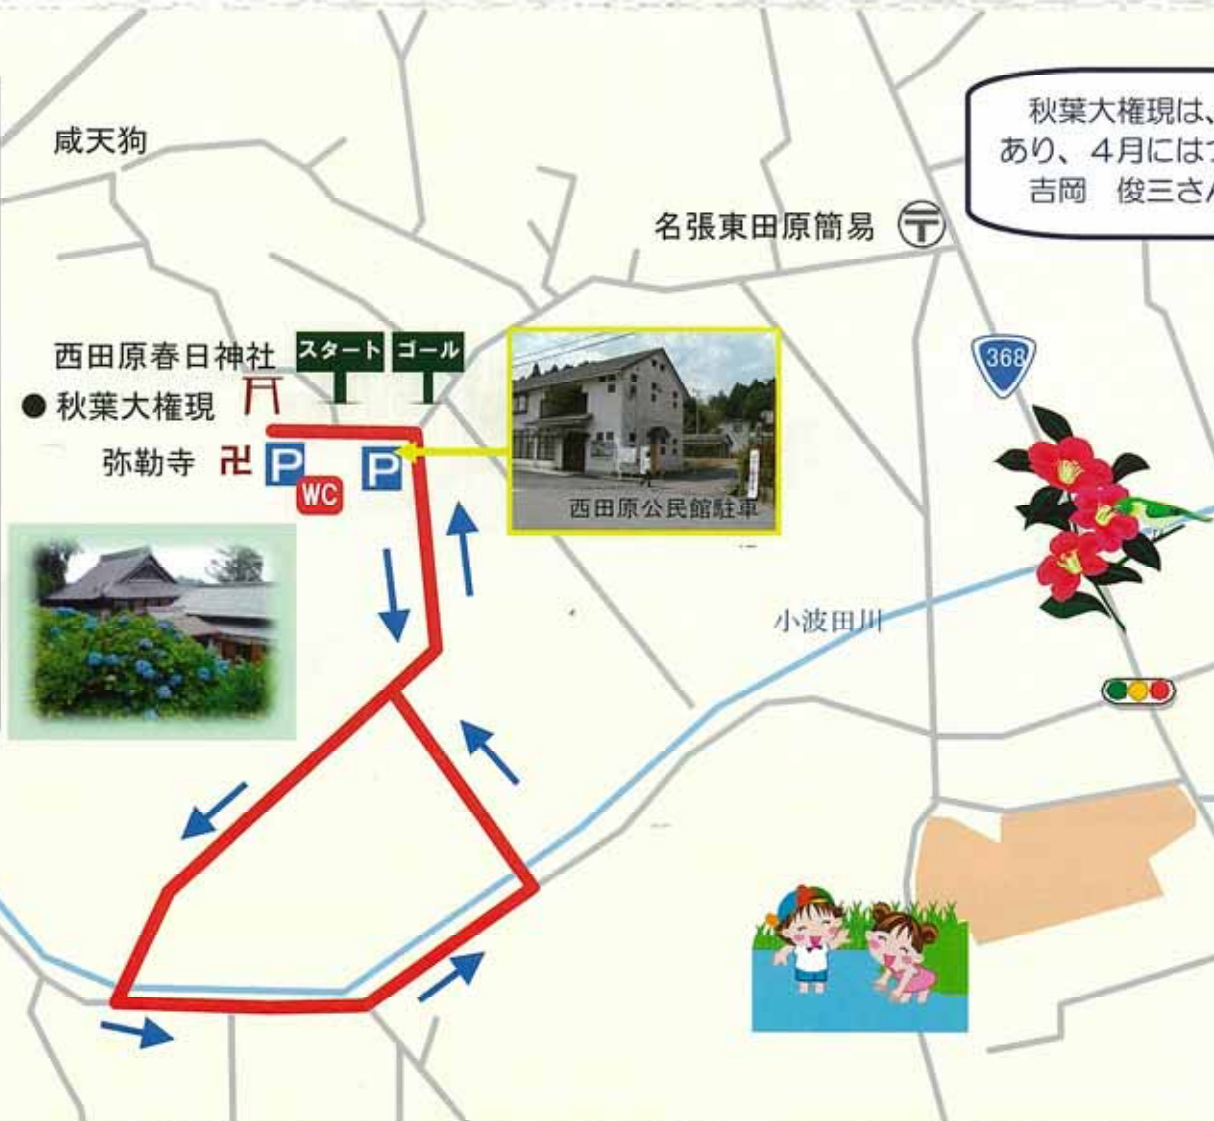 咸天狗
秋葉大権現は、
あり、４月にはつ
吉岡　俊三さん
名張東田原簡易
西田原春日神社
スタート
ゴール
368
● 秋葉大権現
弥勒寺 卍 P
P
WC
西田原公民館駐車
小波田川